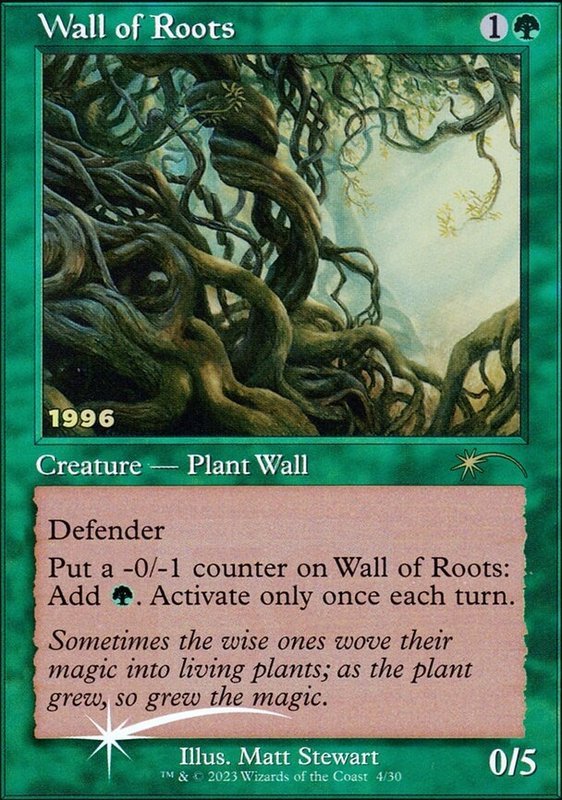 Wall of Roots 1
1996
Creature — Plant Wall
Defender
Put a -0/-1 counter on Wall of Roots:
Add . Activate only once each turn.
Sometimes the wise ones wove their
magic into living plants; as the plant
grew, so grew the magic.
Illus. Matt Stewart
™ & © 2023 Wizards of the Coast 4/30
0/5